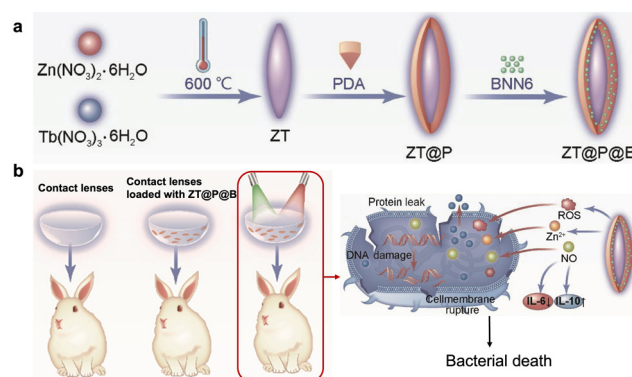 a
Zn(NO₃)₂·6H₂O
Tb(NO₃)₃·6H₂O
600 ℃
ZT
PDA
ZT@P
BNN6
ZT@P@B
b
Contact lenses
Contact lenses
loaded with ZT@P@B
Protein leak
DNA damage
Cellmembrane
rupture
ROS
Zn²⁺
NO
IL-6↓
IL-10↑
Bacterial death